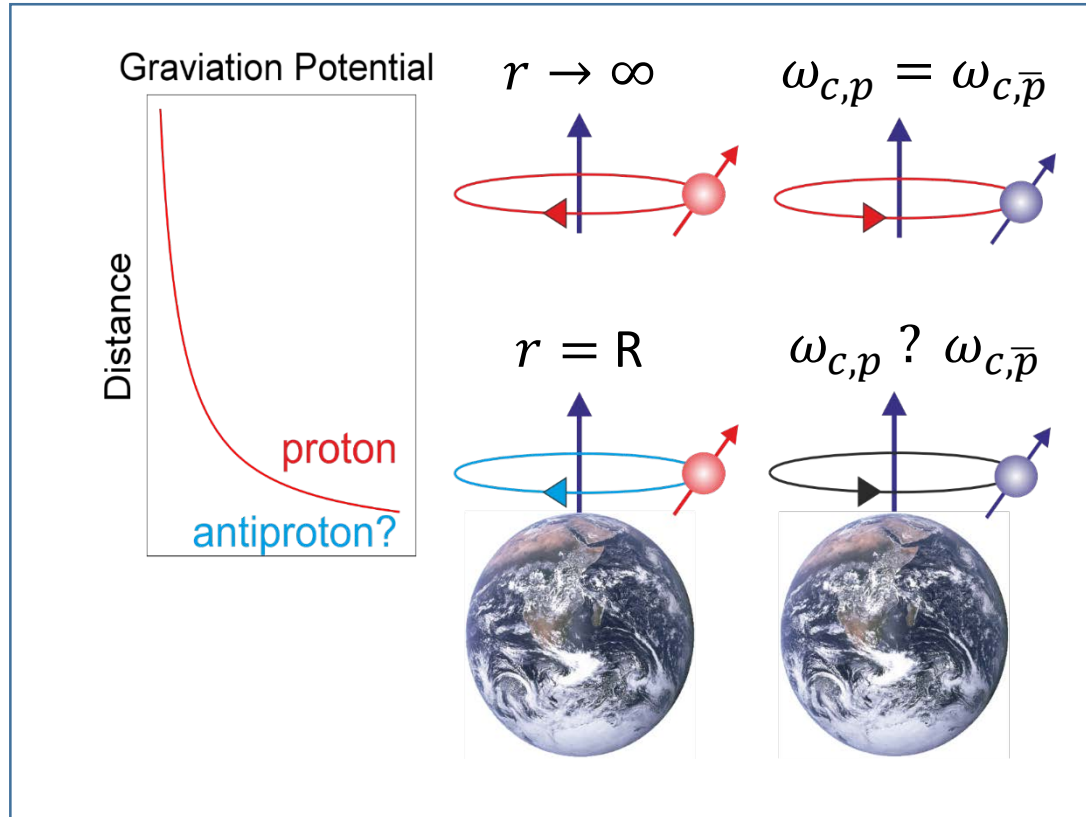 Graviation Potential
r → ∞
ω_{c,p} = ω_{c,p̅}
Distance
proton
antiproton?
r = R
ω_{c,p} ? ω_{c,p̅}